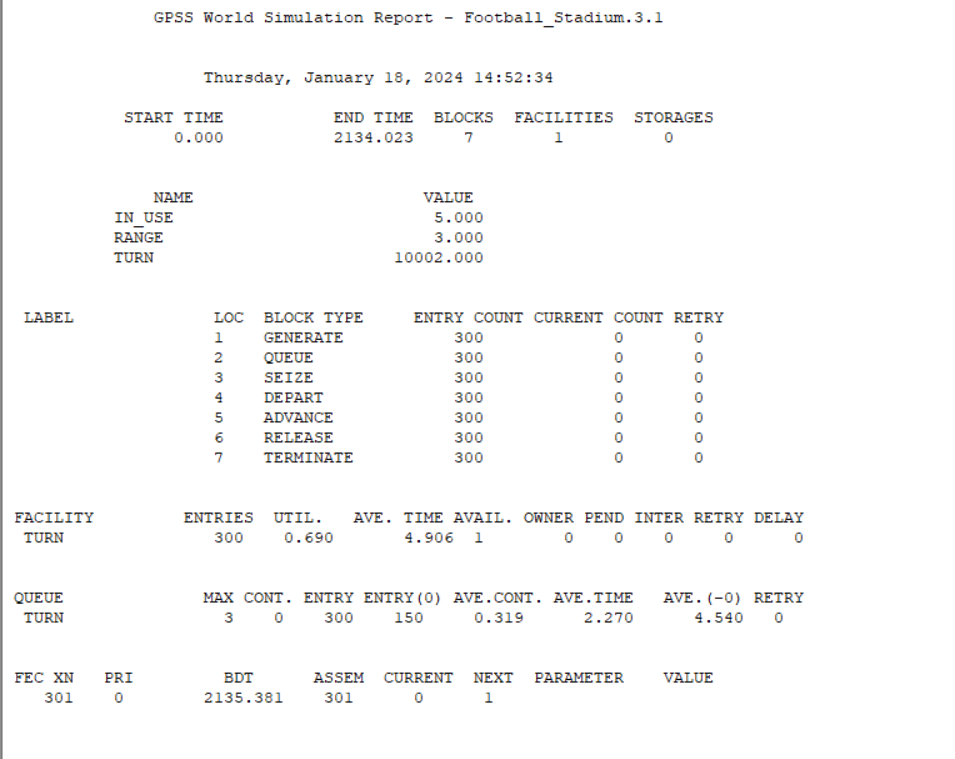 GPSS World Simulation Report - Football_Stadium.3.1
Thursday, January 18, 2024 14:52:34
START TIME END TIME BLOCKS FACILITIES STORAGES
0.000 2134.023 7 1 0
NAME VALUE
IN_USE 5.000
RANGE 3.000
TURN 10002.000
LABEL LOC BLOCK TYPE ENTRY COUNT CURRENT COUNT RETRY
1 GENERATE 300 0 0
2 QUEUE 300 0 0
3 SEIZE 300 0 0
4 DEPART 300 0 0
5 ADVANCE 300 0 0
6 RELEASE 300 0 0
7 TERMINATE 300 0 0
FACILITY ENTRIES UTIL. AVE. TIME AVAIL. OWNER PEND INTER RETRY DELAY
TURN 300 0.690 4.906 1 0 0 0 0 0
QUEUE MAX CONT. ENTRY ENTRY(0) AVE.CONT. AVE.TIME AVE.(-0) RETRY
TURN 3 0 300 150 0.319 2.270 4.540 0
FEC XN PRI BDT ASSEM CURRENT NEXT PARAMETER VALUE
301 0 2135.381 301 0 1